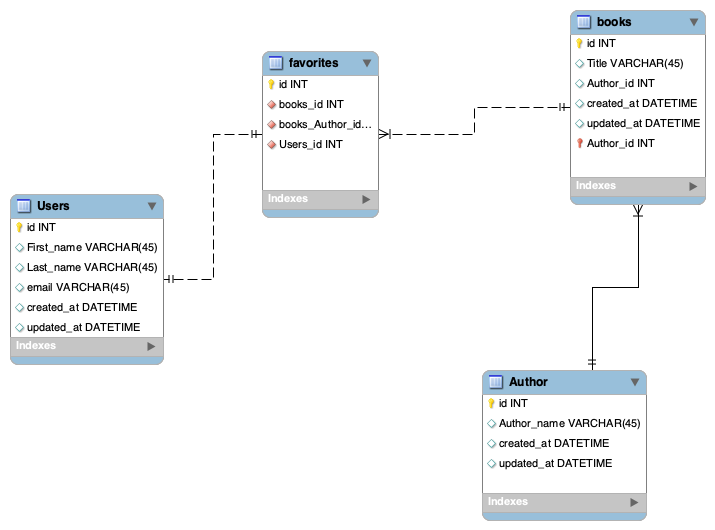 books
id INT
Title VARCHAR(45)
Author_id INT
created_at DATETIME
updated_at DATETIME
Author_id INT
Indexes
favorites
id INT
books_id INT
books_Author_id...
Users_id INT
Indexes
Users
id INT
First_name VARCHAR(45)
Last_name VARCHAR(45)
email VARCHAR(45)
created_at DATETIME
updated_at DATETIME
Indexes
Author
id INT
Author_name VARCHAR(45)
created_at DATETIME
updated_at DATETIME
Indexes